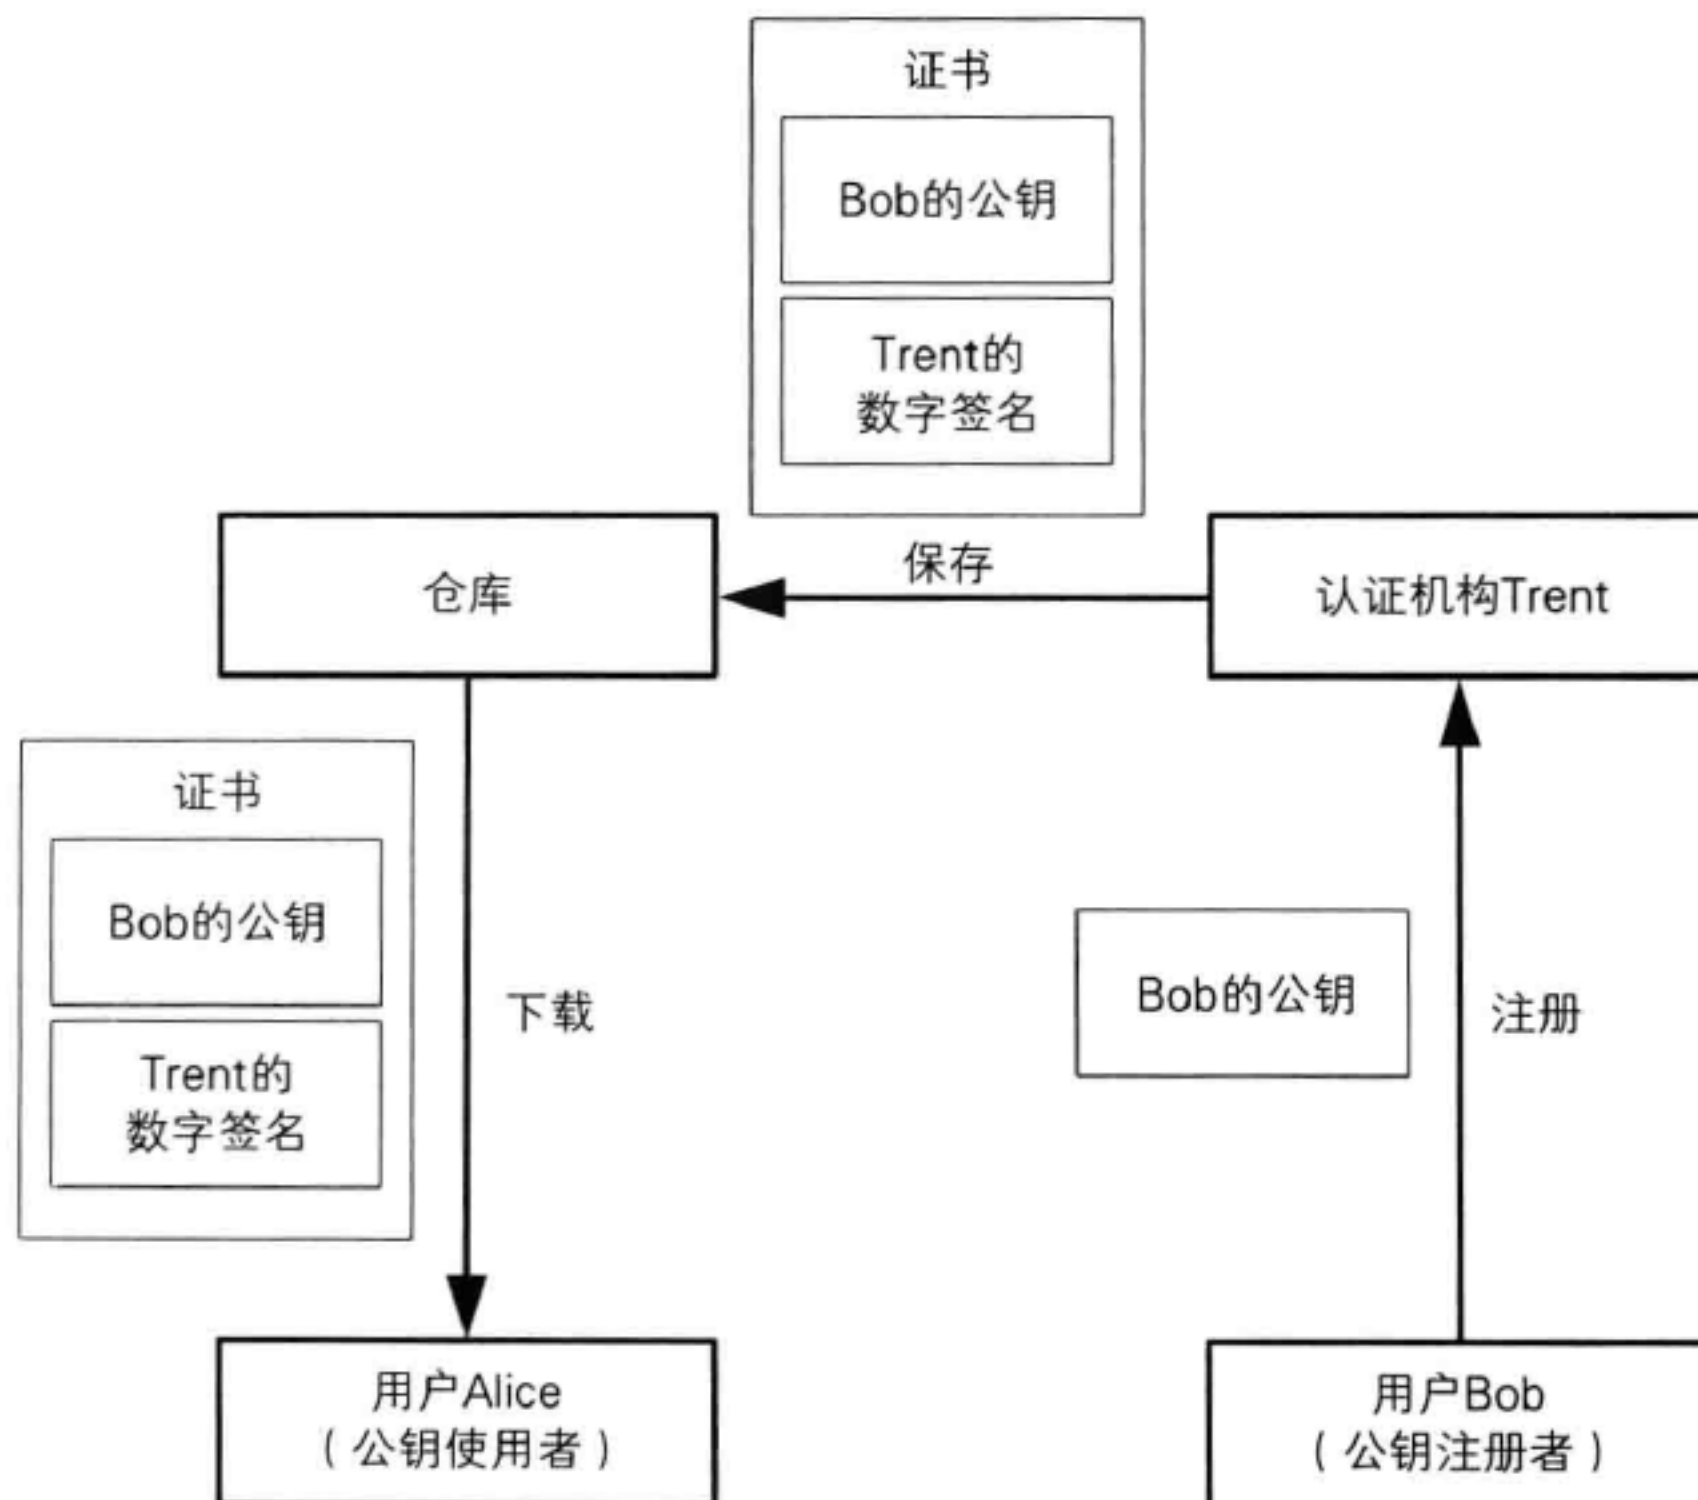 证书
Bob的公钥
Trent的
数字签名
仓库
保存
认证机构Trent
证书
Bob的公钥
Trent的
数字签名
下载
Bob的公钥
注册
用户Alice
（公钥使用者）
用户Bob
（公钥注册者）